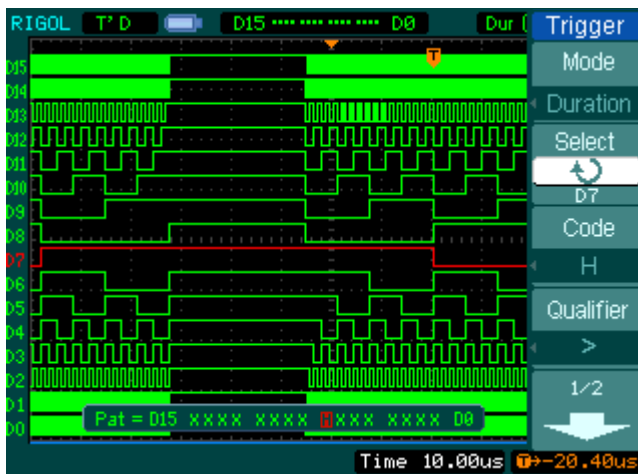 RIGOL T'D D15 D0 Dur (
Trigger
Mode
Duration
Select
D7
Code
H
Qualifier
>
1/2
D15
D14
D13
D12
D11
D10
D9
D8
D7
D6
D5
D4
D3
D2
D1
D0
T
Pat = D15 XXXX XXXX HXXX XXXX D0
Time 10.00us T→-20.40us